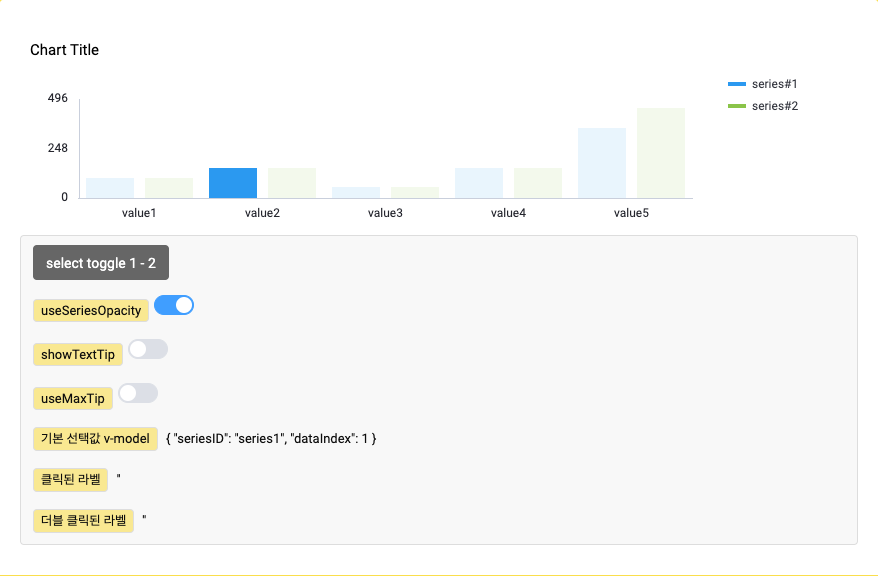 Chart Title
496
248
0
value1
value2
value3
value4
value5
series#1
series#2
select toggle 1 - 2
useSeriesOpacity
showTextTip
useMaxTip
기본 선택값 v-model { "seriesID": "series1", "dataIndex": 1 }
클릭된 라벨 "
더블 클릭된 라벨 "